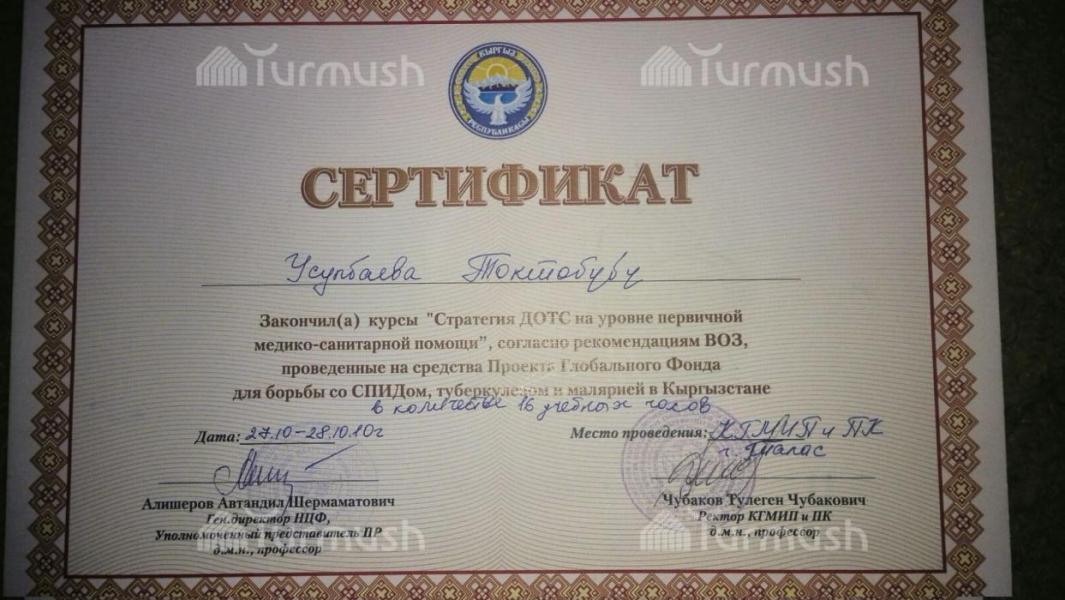 Turmush Turmush
КЫРГЫЗ
РЕСПУБЛИКАСЫ
СЕРТИФИКАТ
Усупбаева Токтобубу
Закончил(а) курсы "Стратегия ДОТС на уровне первичной
медико-санитарной помощи”, согласно рекомендациям ВОЗ,
проведенные на средства Проекта Глобального Фонда
для борьбы со СПИДом, туберкулезом и малярией в Кыргызстане
в количестве 16 учебных часов
Дата: 27.10-28.10.10г Место проведения: КГМИП и ПК
г. Талас
Алишеров Автандил Шермаматович
Ген.директор НЦФ,
Уполномоченный представитель ПР
д.м.н., профессор
Чубаков Тулеген Чубакович
Ректор КГМИП и ПК
д.м.н., профессор
Turmush Turmush